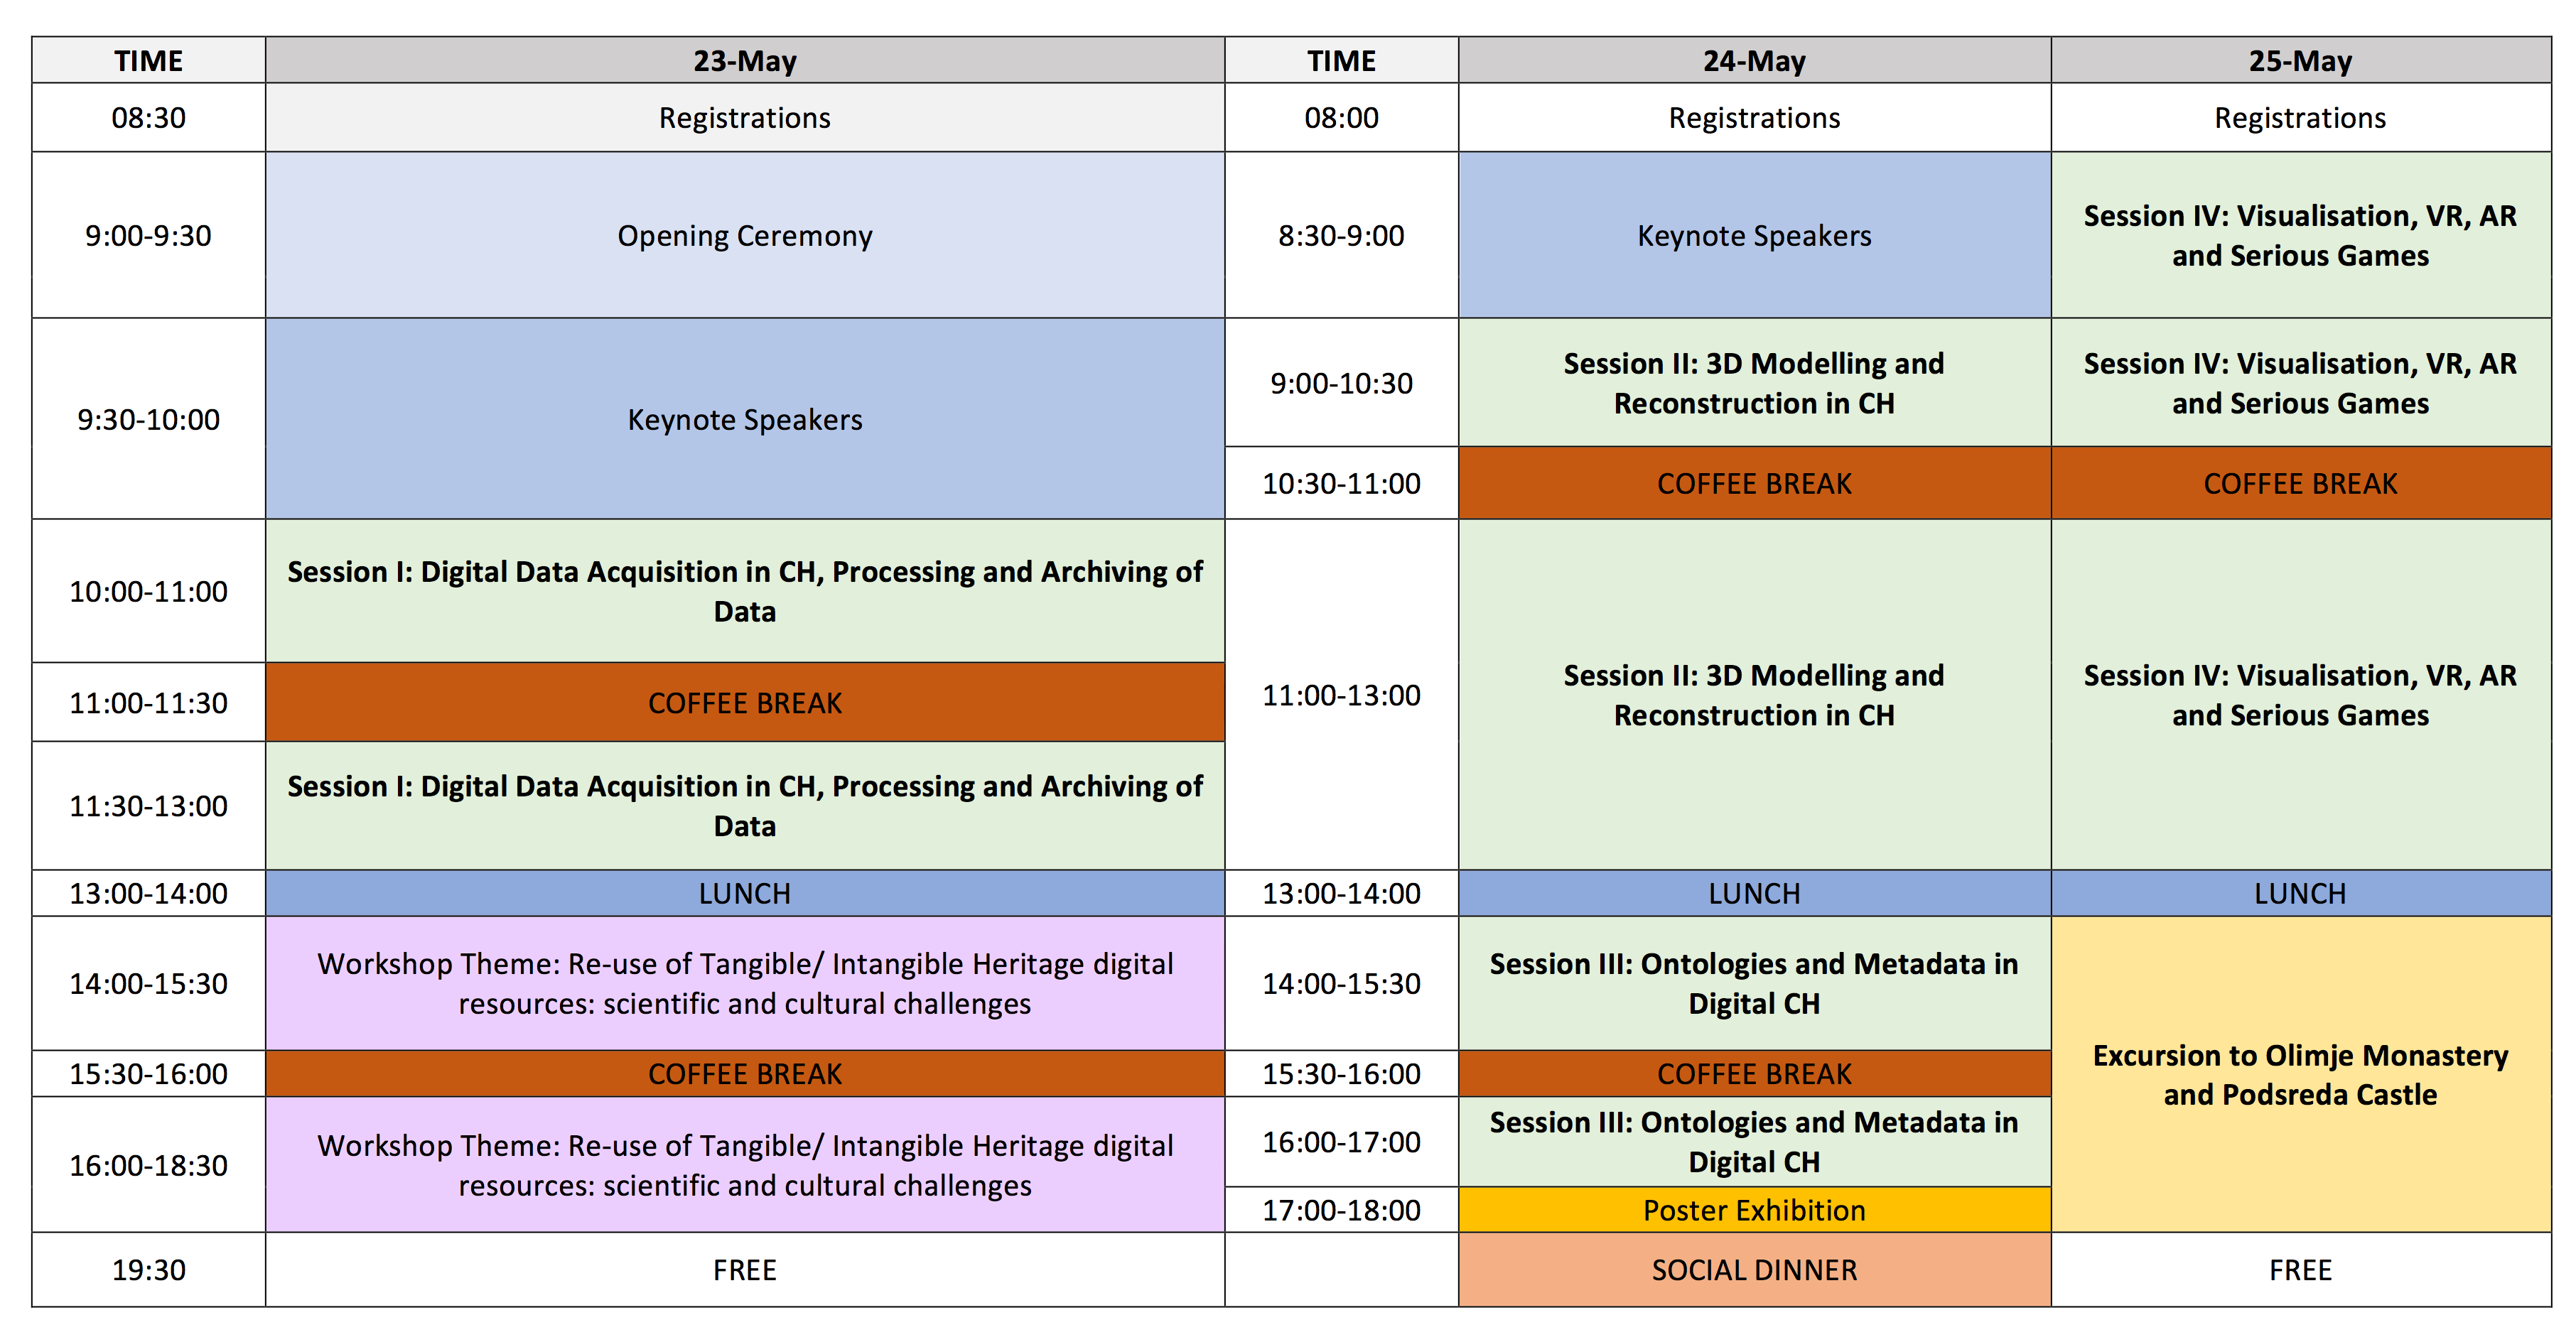 TIME 23-May TIME 24-May 25-May
08:30 Registrations 08:00 Registrations Registrations
9:00-9:30 Opening Ceremony 8:30-9:00 Keynote Speakers Session IV: Visualisation, VR, AR
and Serious Games
9:30-10:00 Keynote Speakers 9:00-10:30 Session II: 3D Modelling and
Reconstruction in CH
Session IV: Visualisation, VR, AR
and Serious Games
10:30-11:00 COFFEE BREAK COFFEE BREAK
10:00-11:00 Session I: Digital Data Acquisition in CH, Processing and Archiving of
Data
11:00-11:30 COFFEE BREAK
11:30-13:00 Session I: Digital Data Acquisition in CH, Processing and Archiving of
Data
11:00-13:00 Session II: 3D Modelling and
Reconstruction in CH
Session IV: Visualisation, VR, AR
and Serious Games
13:00-14:00 LUNCH 13:00-14:00 LUNCH LUNCH
14:00-15:30 Workshop Theme: Re-use of Tangible/ Intangible Heritage digital
resources: scientific and cultural challenges
14:00-15:30 Session III: Ontologies and Metadata in
Digital CH
Excursion to Olimje Monastery
and Podsreda Castle
15:30-16:00 COFFEE BREAK 15:30-16:00 COFFEE BREAK
16:00-18:30 Workshop Theme: Re-use of Tangible/ Intangible Heritage digital
resources: scientific and cultural challenges
16:00-17:00 Session III: Ontologies and Metadata in
Digital CH
17:00-18:00 Poster Exhibition
19:30 FREE SOCIAL DINNER FREE